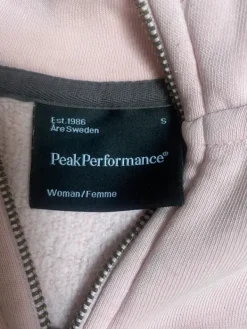 Est.1986 S
Åre Sweden
PeakPerformance®
Woman/Femme